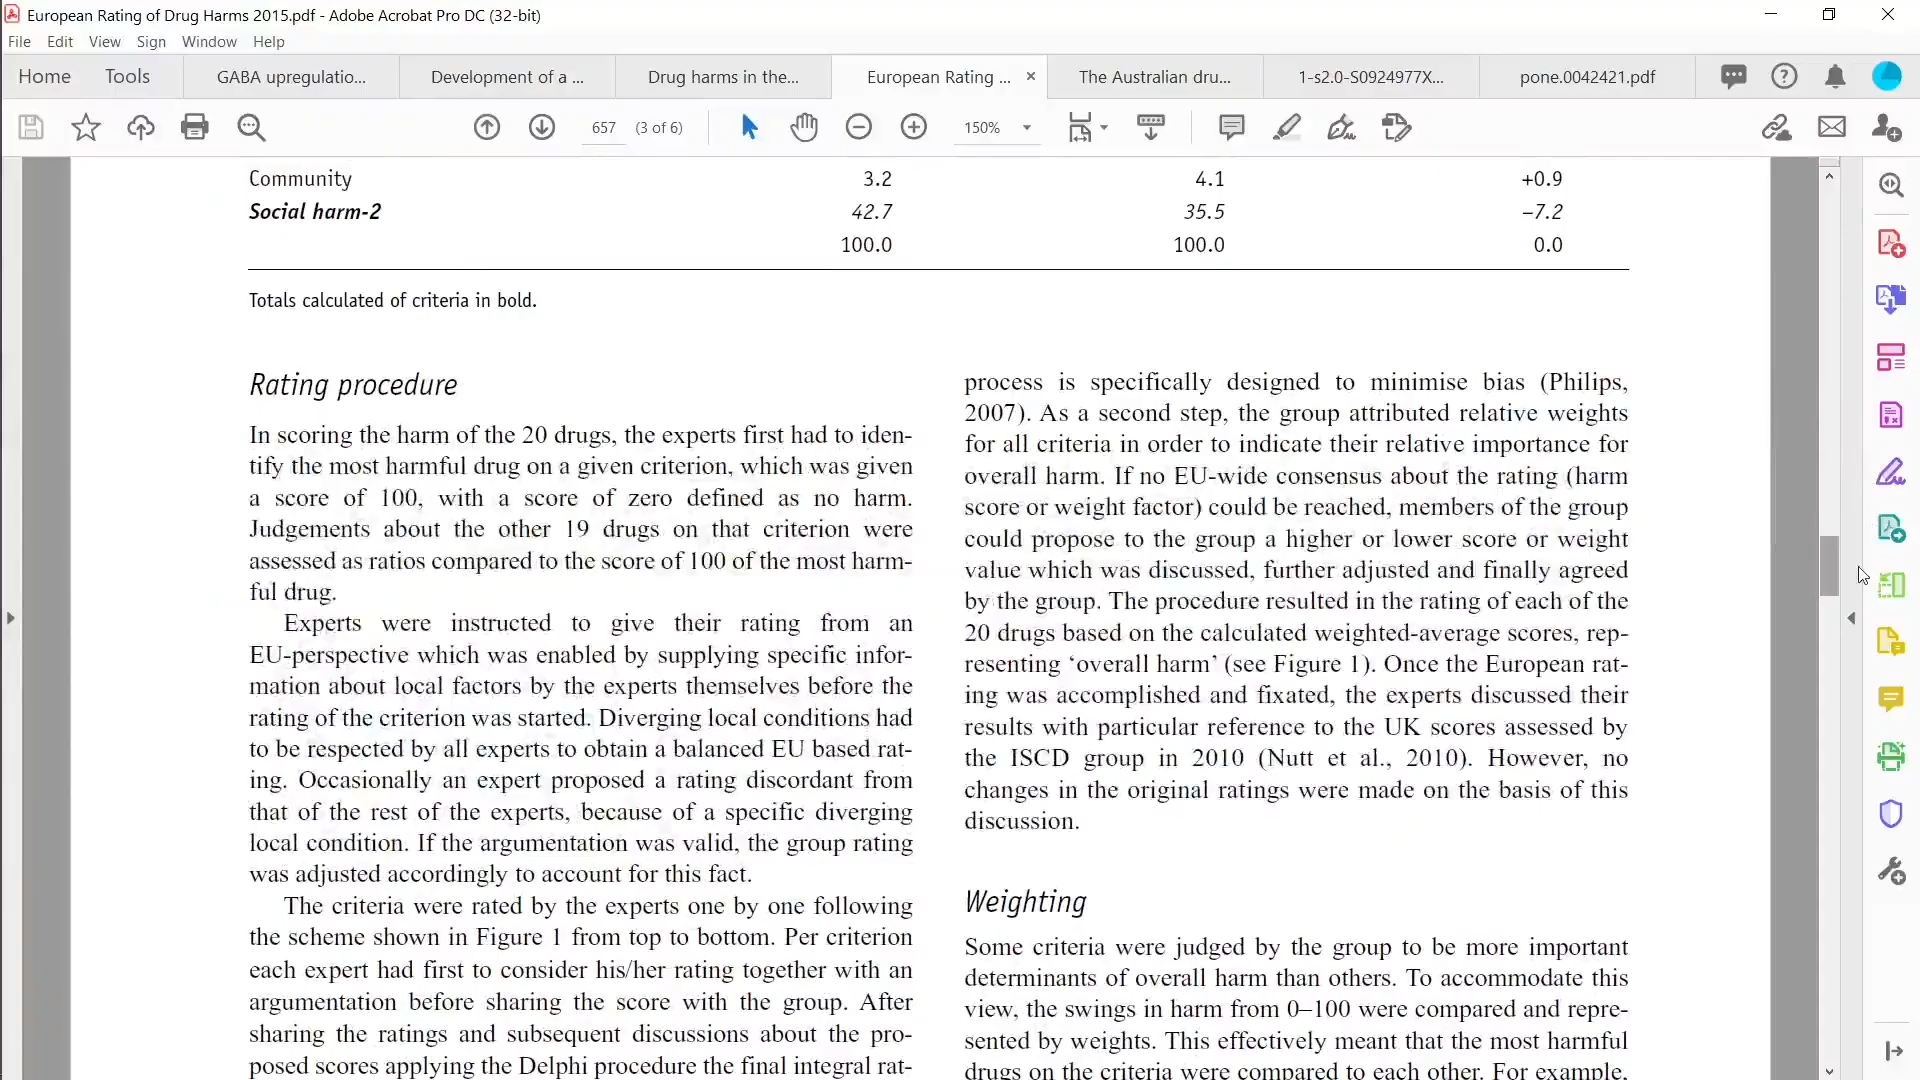 European Rating of Drug Harms 2015.pdf - Adobe Acrobat Pro DC (32-bit)
File Edit View Sign Window Help
Home Tools GABA upregulatio... Development of a ... Drug harms in the... European Rating ... The Australian dru... 1-s2.0-S0924977X... pone.0042421.pdf
657 (3 of 6) 150%
Community 3.2 4.1 +0.9
Social harm-2 42.7 35.5 −7.2
100.0 100.0 0.0
Totals calculated of criteria in bold.
Rating procedure
In scoring the harm of the 20 drugs, the experts first had to iden-
tify the most harmful drug on a given criterion, which was given
a score of 100, with a score of zero defined as no harm.
Judgements about the other 19 drugs on that criterion were
assessed as ratios compared to the score of 100 of the most harm-
ful drug.
Experts were instructed to give their rating from an
EU-perspective which was enabled by supplying specific infor-
mation about local factors by the experts themselves before the
rating of the criterion was started. Diverging local conditions had
to be respected by all experts to obtain a balanced EU based rat-
ing. Occasionally an expert proposed a rating discordant from
that of the rest of the experts, because of a specific diverging
local condition. If the argumentation was valid, the group rating
was adjusted accordingly to account for this fact.
The criteria were rated by the experts one by one following
the scheme shown in Figure 1 from top to bottom. Per criterion
each expert had first to consider his/her rating together with an
argumentation before sharing the score with the group. After
sharing the ratings and subsequent discussions about the pro-
posed scores applying the Delphi procedure the final integral rat-
process is specifically designed to minimise bias (Philips,
2007). As a second step, the group attributed relative weights
for all criteria in order to indicate their relative importance for
overall harm. If no EU-wide consensus about the rating (harm
score or weight factor) could be reached, members of the group
could propose to the group a higher or lower score or weight
value which was discussed, further adjusted and finally agreed
by the group. The procedure resulted in the rating of each of the
20 drugs based on the calculated weighted-average scores, rep-
resenting ‘overall harm’ (see Figure 1). Once the European rat-
ing was accomplished and fixated, the experts discussed their
results with particular reference to the UK scores assessed by
the ISCD group in 2010 (Nutt et al., 2010). However, no
changes in the original ratings were made on the basis of this
discussion.
Weighting
Some criteria were judged by the group to be more important
determinants of overall harm than others. To accommodate this
view, the swings in harm from 0–100 were compared and repre-
sented by weights. This effectively meant that the most harmful
drugs on the criteria were compared to each other. For example,